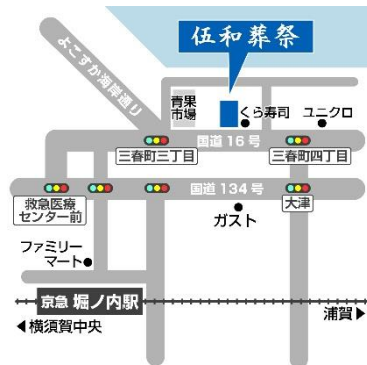 伍和葬祭
よこすか海岸通り
青果
市場
くら寿司
ユニクロ
国道16号
三春町三丁目
三春町四丁目
国道134号
救急医療
センター前
ガスト
大津
ファミリー
マート
京急 堀ノ内駅
横須賀中央
浦賀